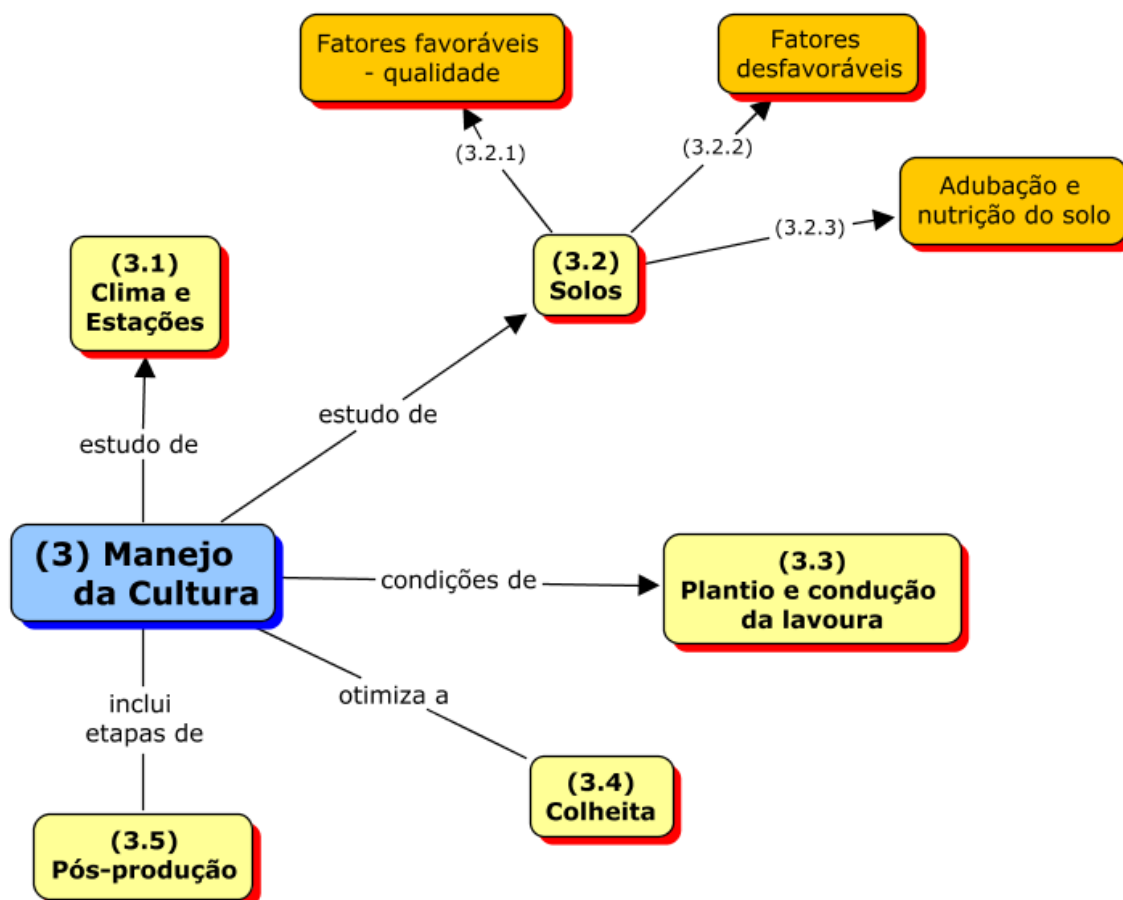 Fatores favoráveis
- qualidade
Fatores
desfavoráveis
(3.2.1)
(3.2.2)
Adubação e
nutrição do solo
(3.2.3)
(3.1)
Clima e
Estações
(3.2)
Solos
estudo de
estudo de
(3) Manejo
da Cultura
condições de
(3.3)
Plantio e condução
da lavoura
inclui
etapas de
otimiza a
(3.4)
Colheita
(3.5)
Pós-produção